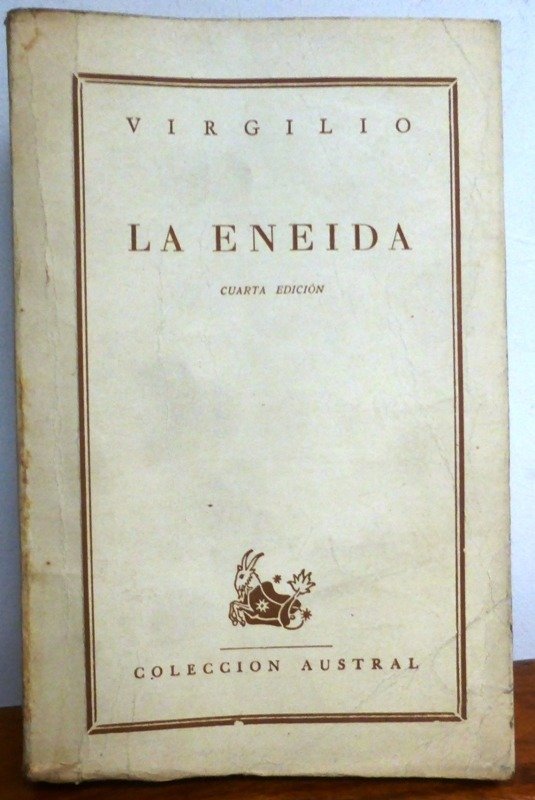 VIRGILIO
LA ENEIDA
CUARTA EDICIÓN
COLECCION AUSTRAL